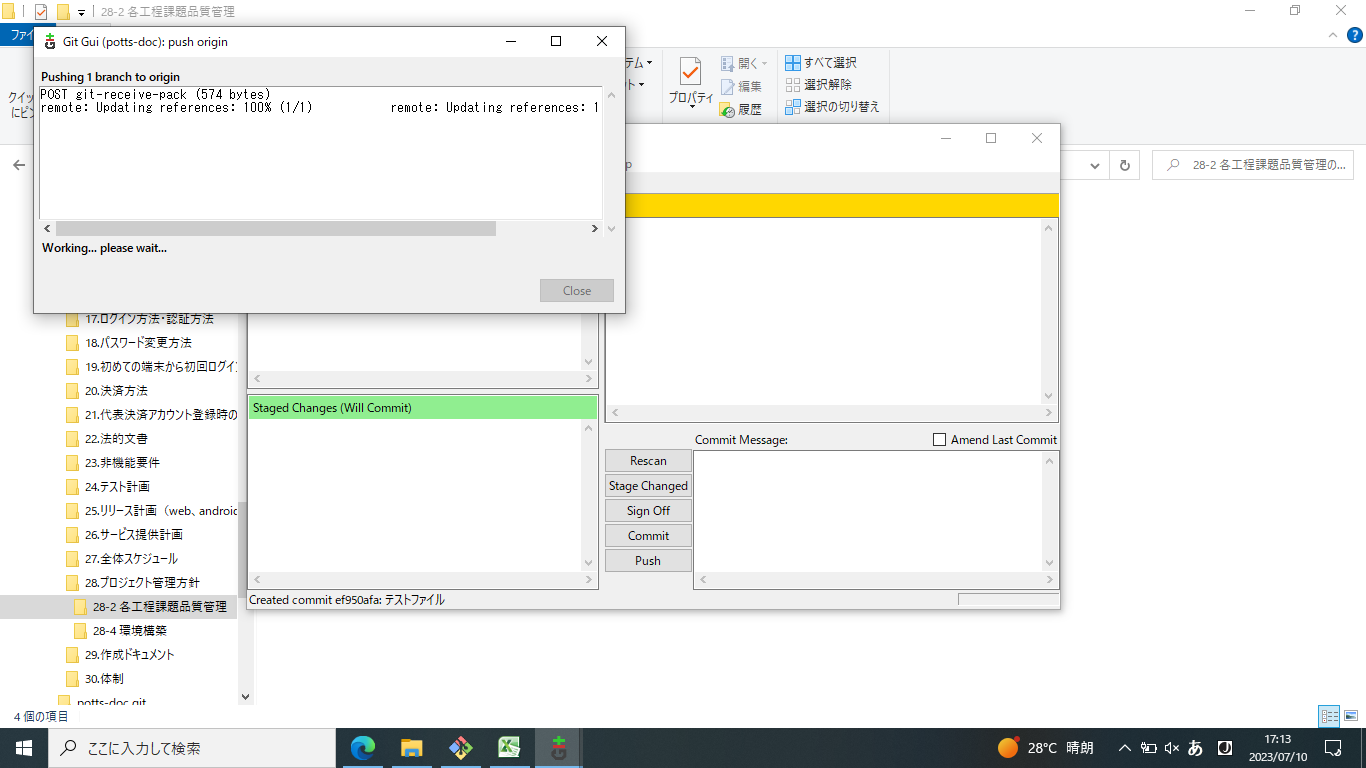 28-2 各工程課題品質管理
ファイ
Git Gui (potts-doc): push origin
Pushing 1 branch to origin
POST git-receive-pack (574 bytes)
remote: Updating references: 100% (1/1) remote: Updating references: 1
Working... please wait...
Close
クイッ
にピン
プロパティ
開く
編集
履歴
すべて選択
選択解除
選択の切り替え
28-2 各工程課題品質管理の...
17.ログイン方法・認証方法
18.パスワード変更方法
19.初めての端末から初回ログイ
20.決済方法
21.代表決済アカウント登録時の
22.法的文書
23.非機能要件
24.テスト計画
25.リリース計画（web、android
26.サービス提供計画
27.全体スケジュール
28.プロジェクト管理方針
28-2 各工程課題品質管理
28-4 環境構築
29.作成ドキュメント
30.体制
potts-doc.git
4 個の項目
Staged Changes (Will Commit)
Commit Message:
Amend Last Commit
Rescan
Stage Changed
Sign Off
Commit
Push
Created commit ef950afa: テストファイル
ここに入力して検索
28°C 晴朗
あ
17:13
2023/07/10